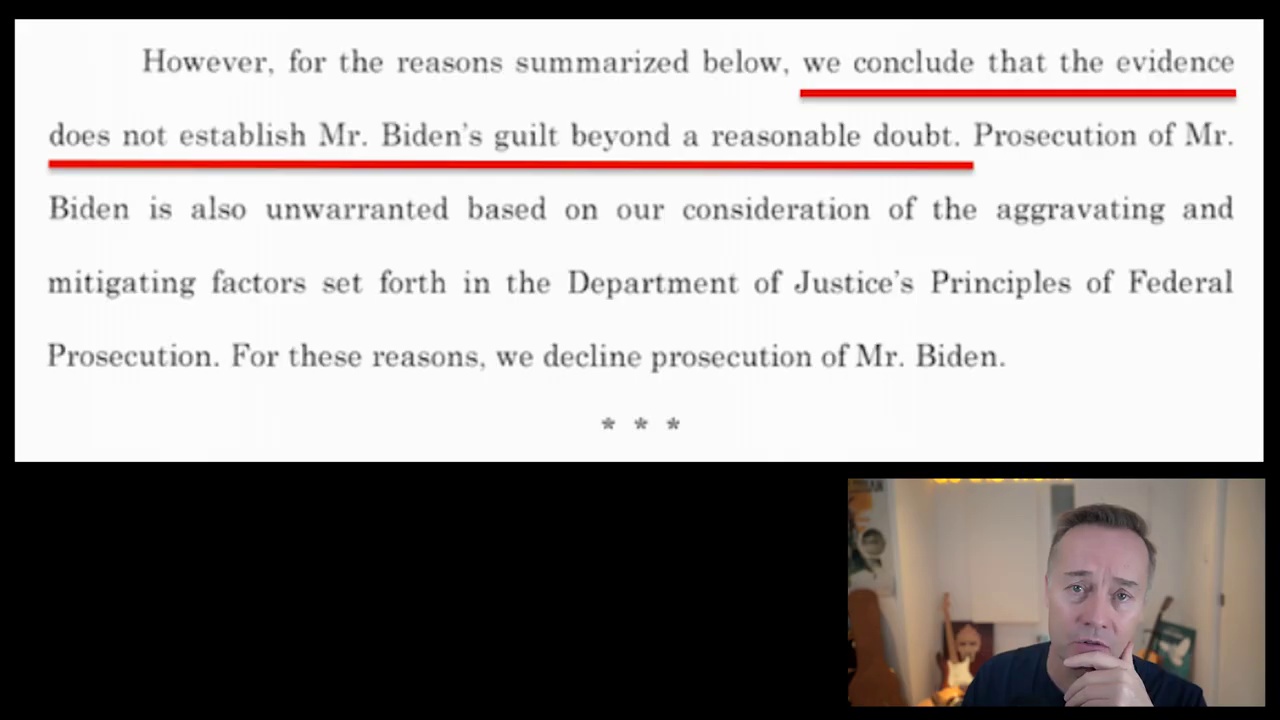 However, for the reasons summarized below, we conclude that the evidence
does not establish Mr. Biden's guilt beyond a reasonable doubt. Prosecution of Mr.
Biden is also unwarranted based on our consideration of the aggravating and
mitigating factors set forth in the Department of Justice's Principles of Federal
Prosecution. For these reasons, we decline prosecution of Mr. Biden.
* * *